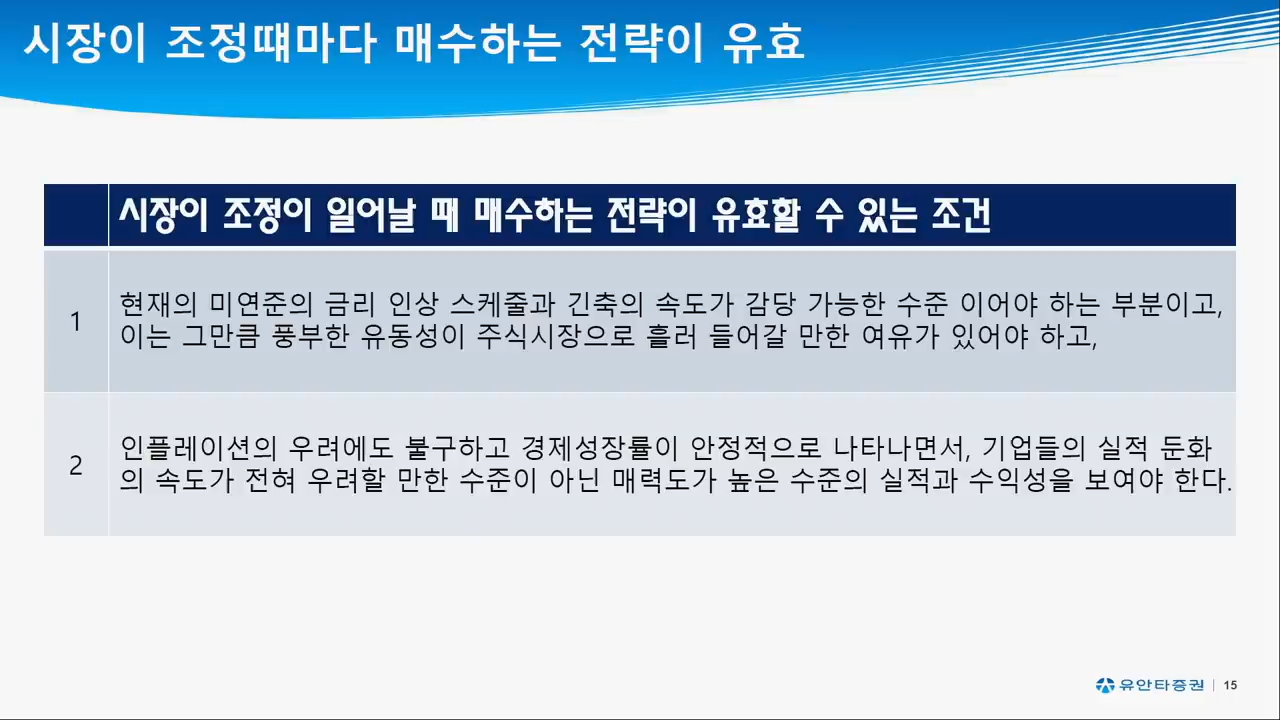 시장이 조정떄마다 매수하는 전략이 유효
시장이 조정이 일어날 때 매수하는 전략이 유효할 수 있는 조건
1
현재의 미연준의 금리 인상 스케줄과 긴축의 속도가 감당 가능한 수준 이어야 하는 부분이고,
이는 그만큼 풍부한 유동성이 주식시장으로 흘러 들어갈 만한 여유가 있어야 하고,
2
인플레이션의 우려에도 불구하고 경제성장률이 안정적으로 나타나면서, 기업들의 실적 둔화
의 속도가 전혀 우려할 만한 수준이 아닌 매력도가 높은 수준의 실적과 수익성을 보여야 한다.
유안타증권 | 15